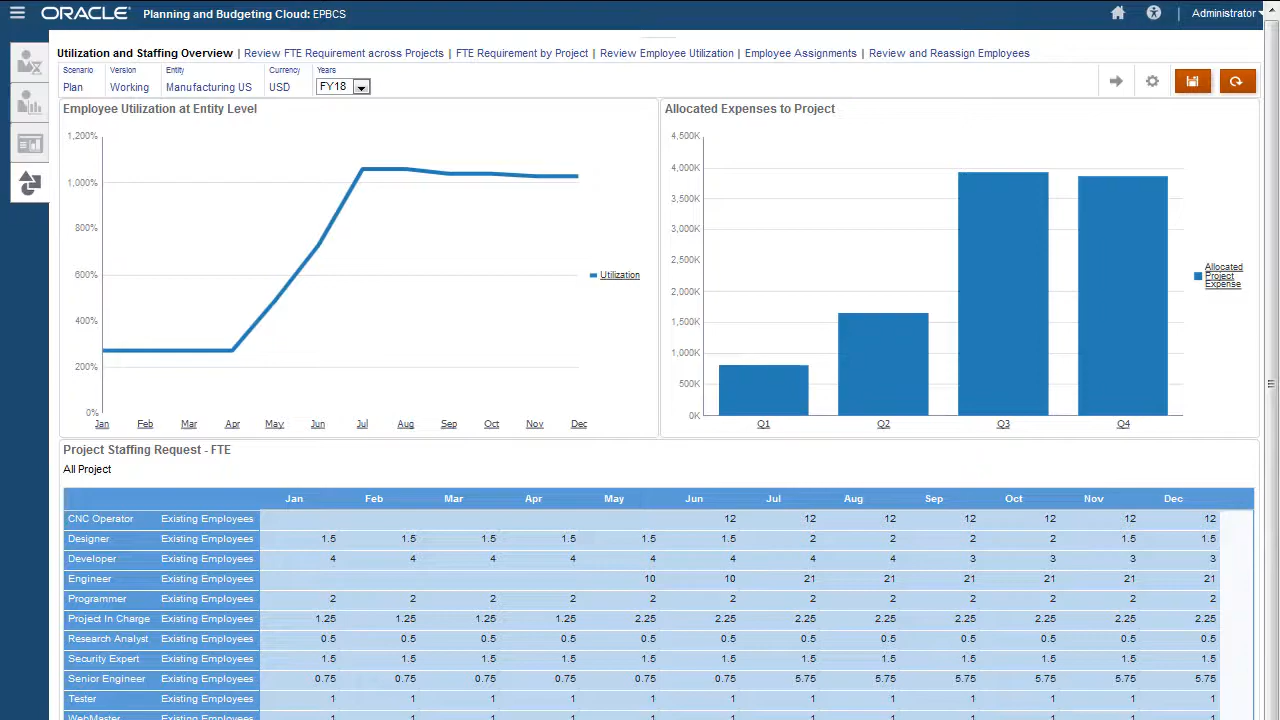 ORACLE Planning and Budgeting Cloud: EPBCS Administrator
Utilization and Staffing Overview | Review FTE Requirement across Projects | FTE Requirement by Project | Review Employee Utilization | Employee Assignments | Review and Reassign Employees
Scenario Version Entity Currency Years
Plan Working Manufacturing US USD FY18
Employee Utilization at Entity Level
1,200%
1,000%
800%
600%
400%
200%
0%
Jan Feb Mar Apr May Jun Jul Aug Sep Oct Nov Dec
Utilization
Allocated Expenses to Project
4,500K
4,000K
3,500K
3,000K
2,500K
2,000K
1,500K
1,000K
500K
0K
Q1 Q2 Q3 Q4
Allocated
Project
Expense
Project Staffing Request - FTE
All Project
Jan Feb Mar Apr May Jun Jul Aug Sep Oct Nov Dec
CNC Operator Existing Employees 12 12 12 12 12 12 12
Designer Existing Employees 1.5 1.5 1.5 1.5 1.5 1.5 2 2 2 2 1.5 1.5
Developer Existing Employees 4 4 4 4 4 4 4 4 3 3 3 3
Engineer Existing Employees 10 10 21 21 21 21 21 21
Programmer Existing Employees 2 2 2 2 2 2 2 2 2 2 2 2
Project In Charge Existing Employees 1.25 1.25 1.25 1.25 2.25 2.25 2.25 2.25 2.25 2.25 2.25 2.25
Research Analyst Existing Employees 0.5 0.5 0.5 0.5 0.5 0.5 0.5 0.5 0.5 0.5 0.5 0.5
Security Expert Existing Employees 1.5 1.5 1.5 1.5 1.5 1.5 1.5 1.5 1.5 1.5 1.5 1.5
Senior Engineer Existing Employees 0.75 0.75 0.75 0.75 0.75 0.75 5.75 5.75 5.75 5.75 5.75 5.75
Tester Existing Employees 1 1 1 1 1 1 1 1 1 1 1
WebMaster Existing Employees